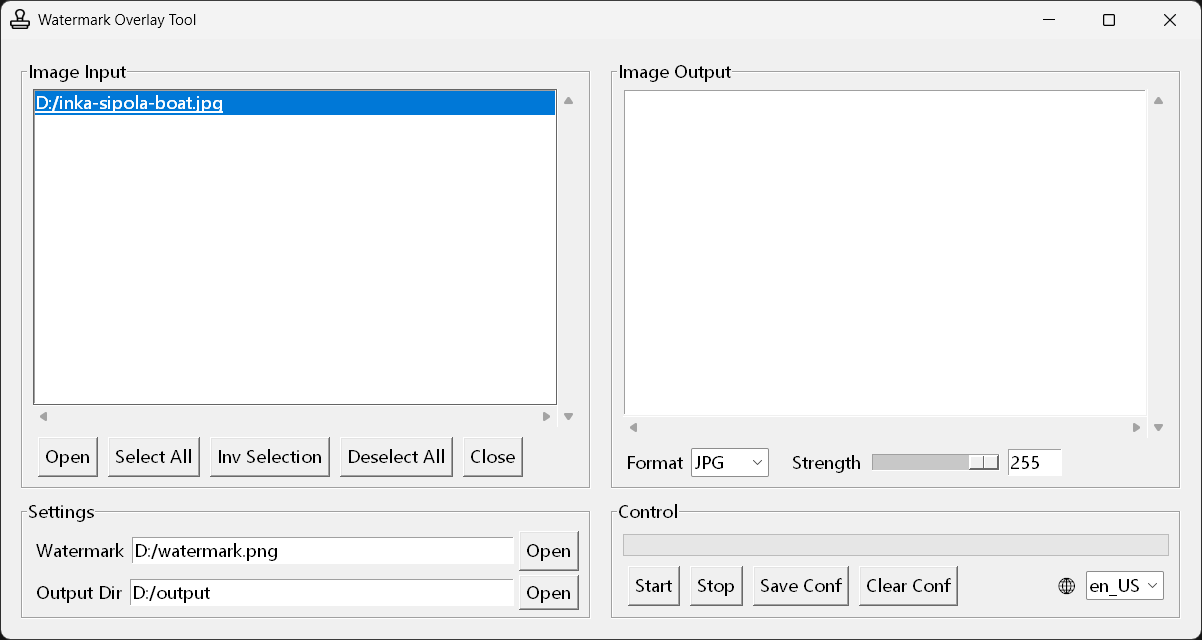 Watermark Overlay Tool
Image Input
D:/inka-sipola-boat.jpg
Open Select All Inv Selection Deselect All Close
Image Output
Format JPG Strength 255
Settings
Watermark D:/watermark.png Open
Output Dir D:/output Open
Control
Start Stop Save Conf Clear Conf en_US